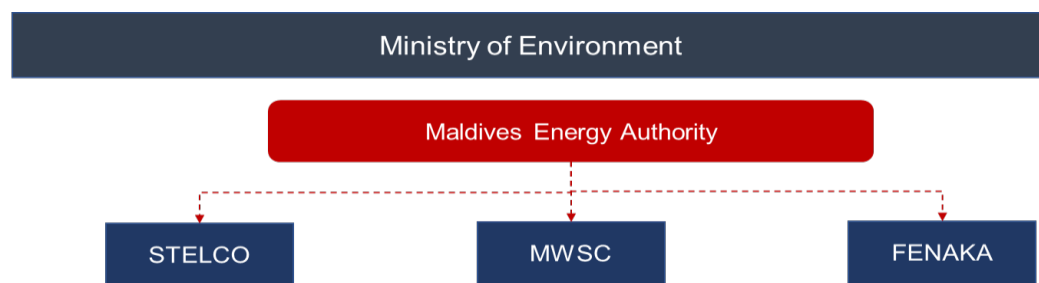 Ministry of Environment
Maldives Energy Authority
STELCO
MWSC
FENAKA